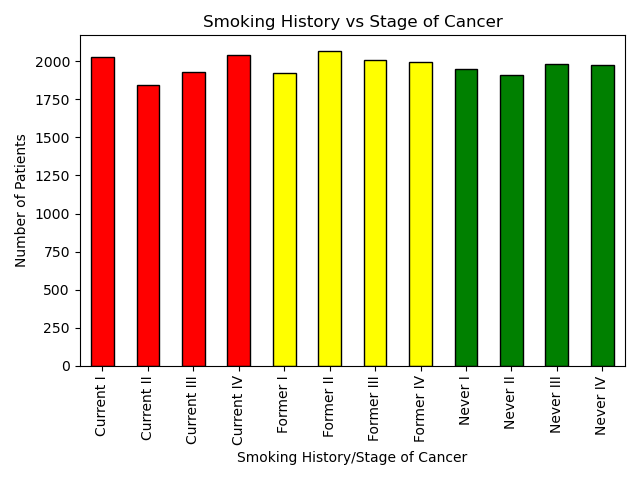 Smoking History vs Stage of Cancer
Number of Patients
2000
1750
1500
1250
1000
750
500
250
0
Current I
Current II
Current III
Current IV
Former I
Former II
Former III
Former IV
Never I
Never II
Never III
Never IV
Smoking History/Stage of Cancer